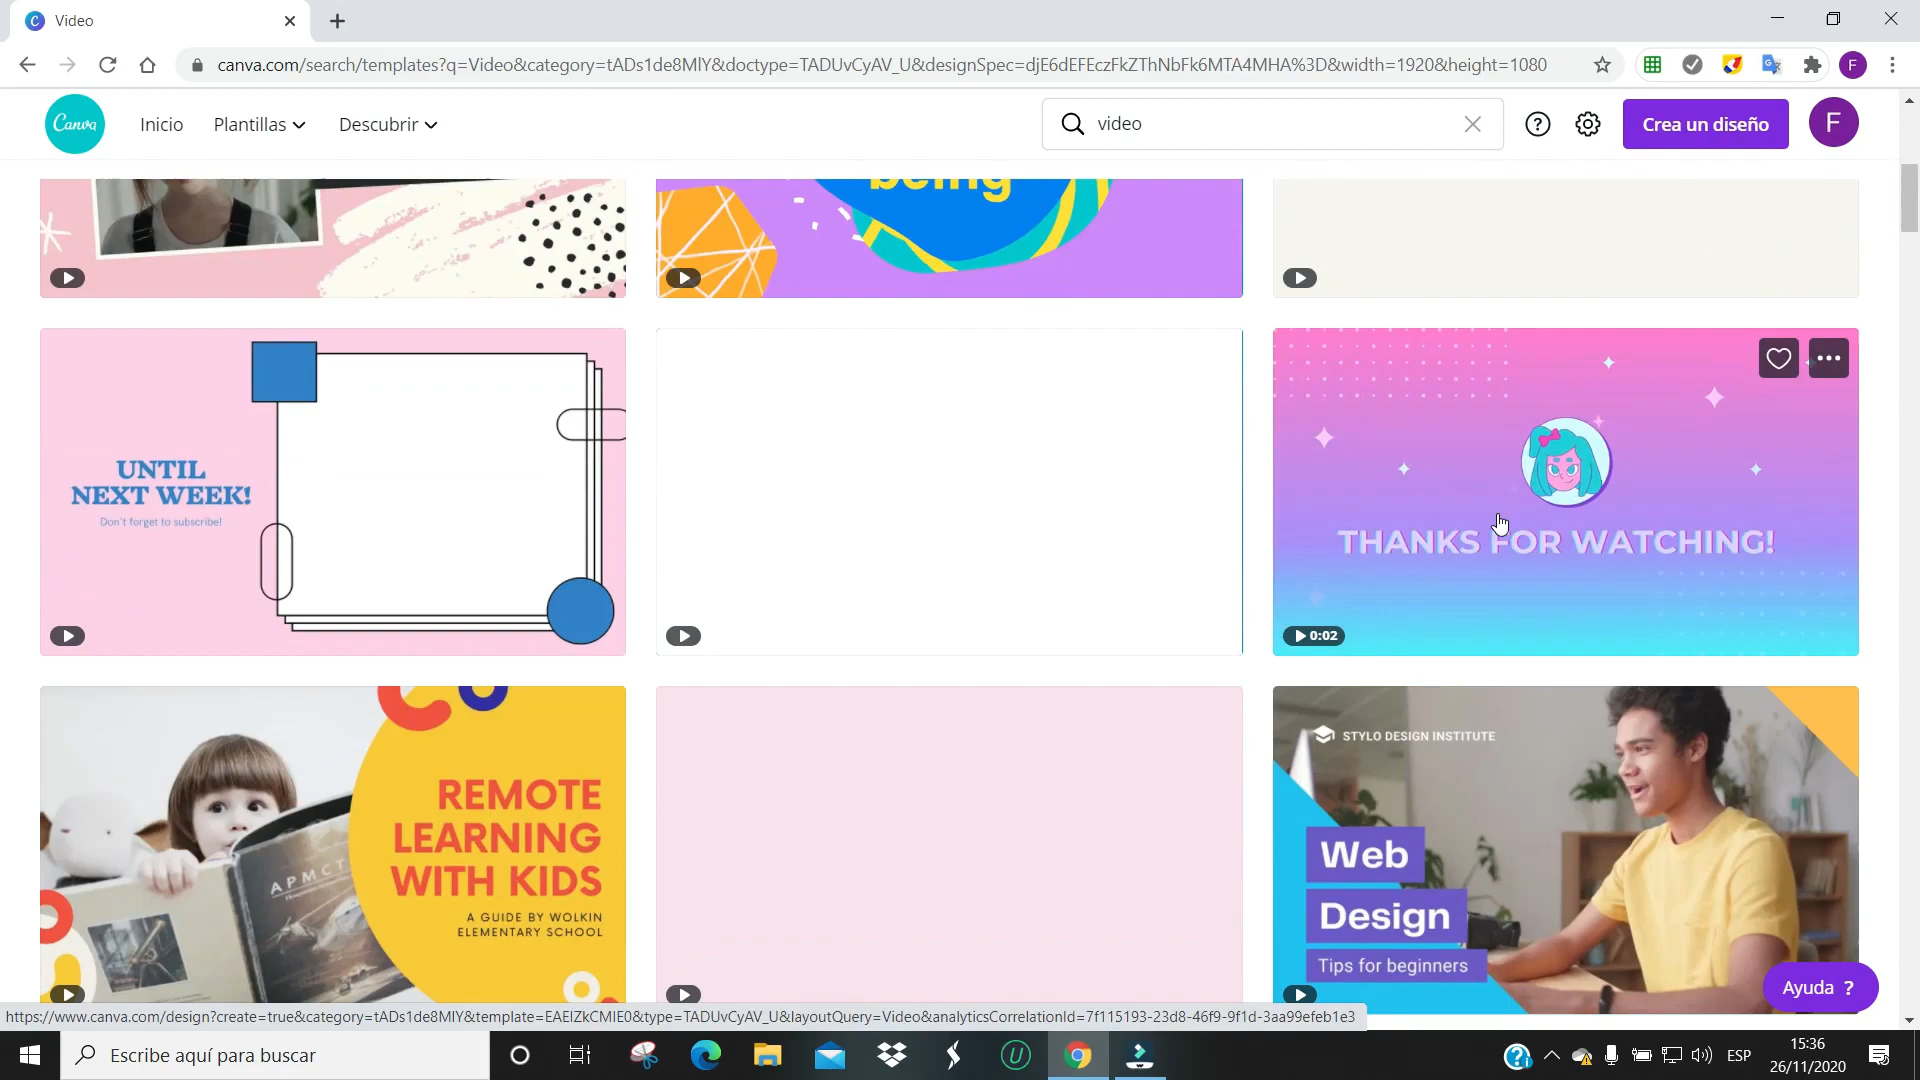 Video
canva.com/search/templates?q=Video&category=tADs1de8MlY&doctype=TADUvCyAV_U&designSpec=djE6dEFEczFkZThNbFk6MTA4MHA%3D&width=1920&height=1080
F
Canva
Inicio
Plantillas
Descubrir
video
Crea un diseño
F
being
UNTIL
NEXT WEEK!
Don't forget to subscribe!
THANKS FOR WATCHING!
0:02
REMOTE
LEARNING
WITH KIDS
A GUIDE BY WOLKIN
ELEMENTARY SCHOOL
APMCT
STYLO DESIGN INSTITUTE
Web
Design
Tips for beginners
Ayuda ?
https://www.canva.com/design?create=true&category=tADs1de8MlY&template=EAEIZkCMIE0&type=TADUvCyAV_U&layoutQuery=Video&analyticsCorrelationId=7f115193-23d8-46f9-9f1d-3aa99efeb1e3
Escribe aquí para buscar
ESP
15:36
26/11/2020